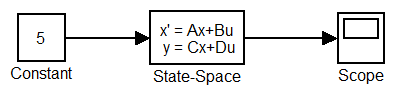 5
x' = Ax+Bu
y = Cx+Du
Constant
State-Space
Scope